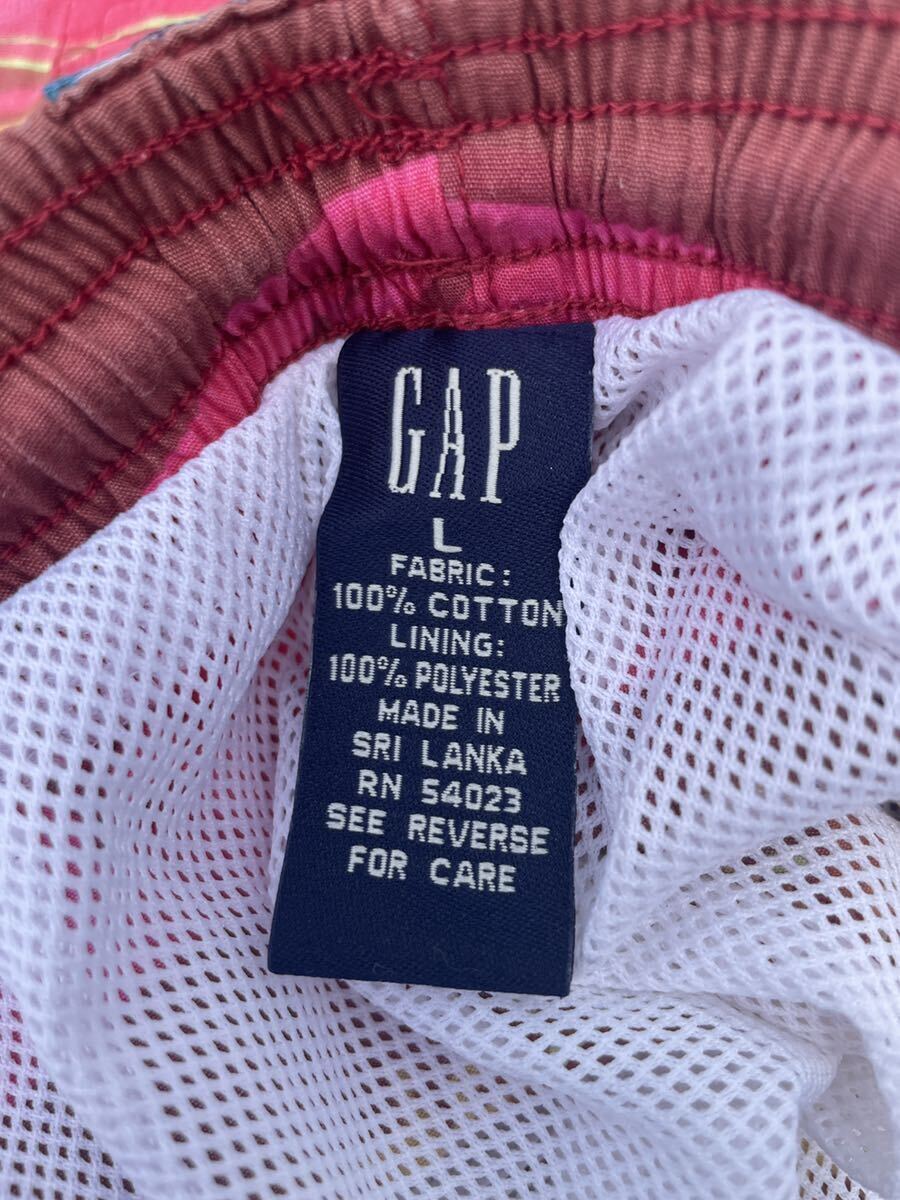 GAP
L
FABRIC:
100% COTTON
LINING:
100% POLYESTER
MADE IN
SRI LANKA
RN 54023
SEE REVERSE
FOR CARE